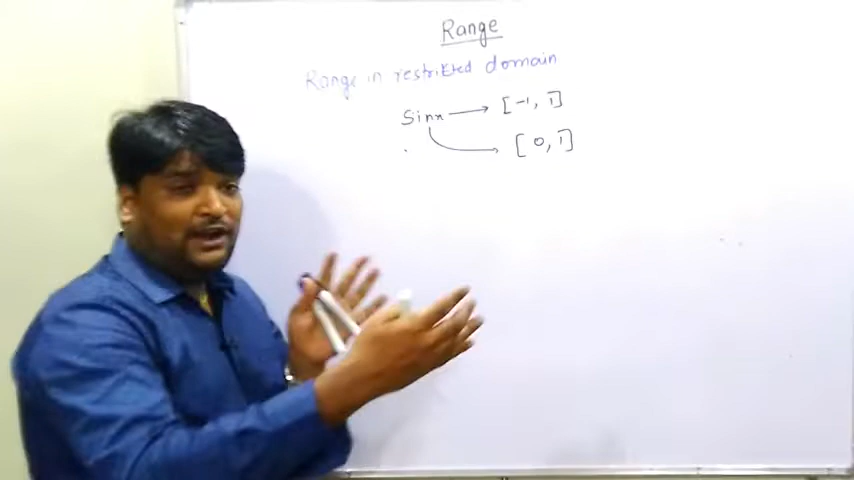 Range
Range in restricted domain
Sinx → [-1, 1]
→ [0, 1]